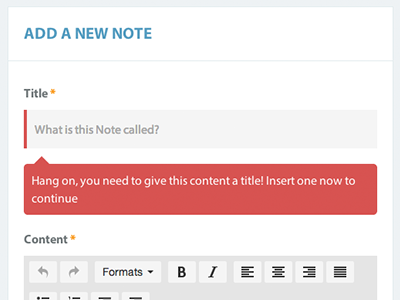 ADD A NEW NOTE
Title *
What is this Note called?
Hang on, you need to give this content a title! Insert one now to
continue
Content *
Formats B I